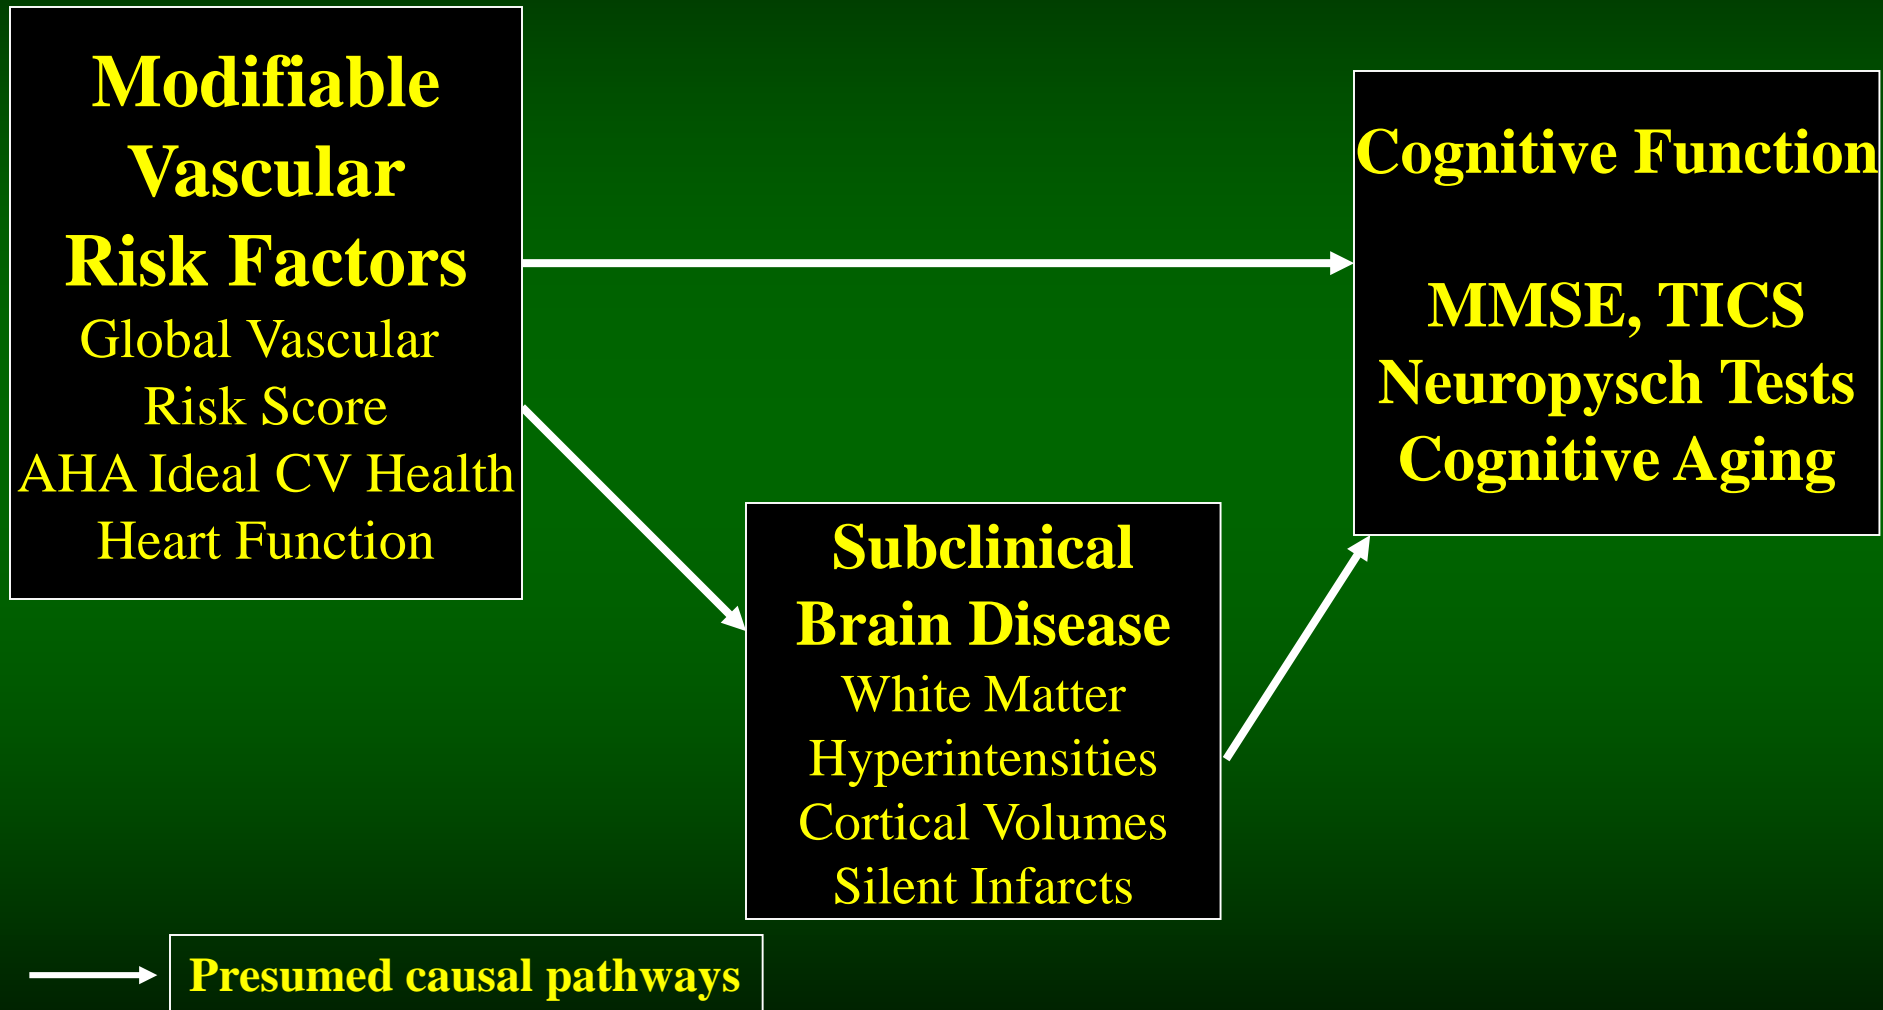 Modifiable
Vascular
Risk Factors
Global Vascular
Risk Score
AHA Ideal CV Health
Heart Function
Cognitive Function
MMSE, TICS
Neuropysch Tests
Cognitive Aging
Subclinical
Brain Disease
White Matter
Hyperintensities
Cortical Volumes
Silent Infarcts
Presumed causal pathways